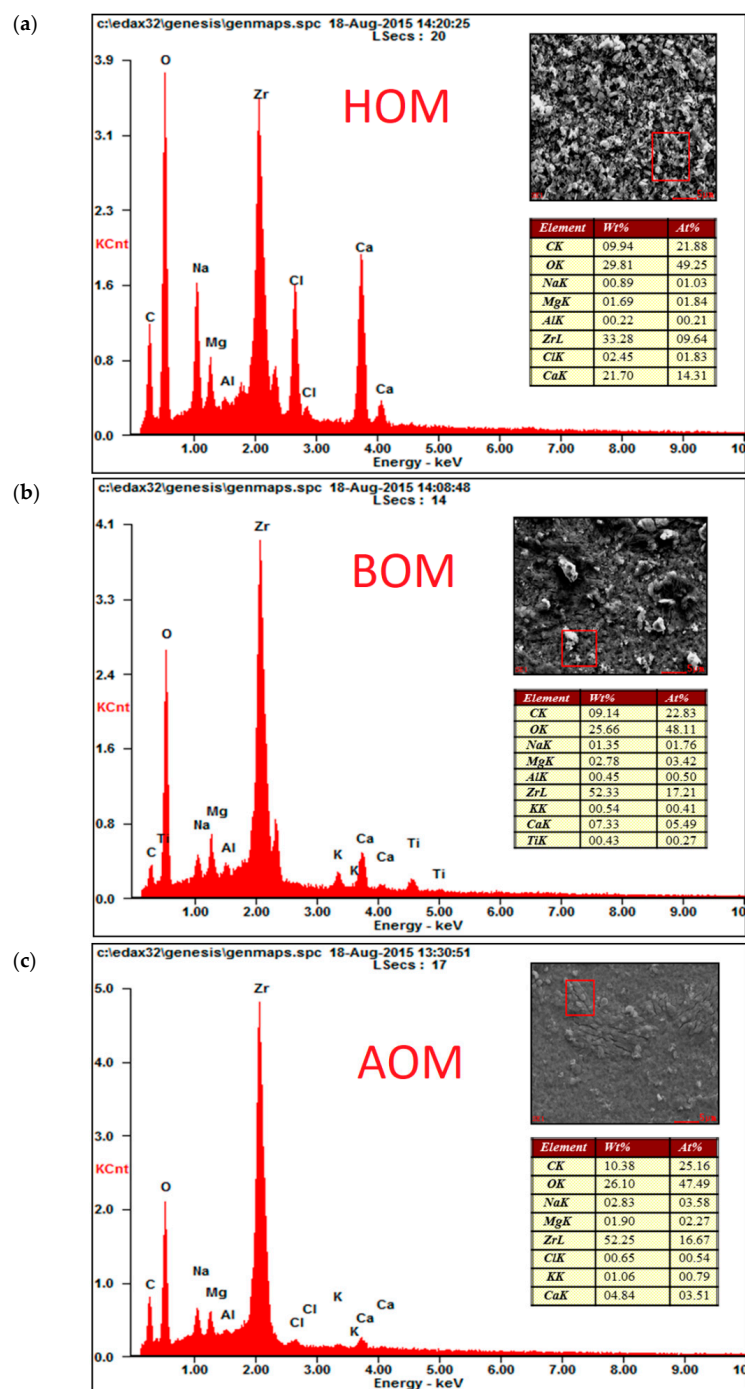 (a)
c:\edax32\genesis\genmaps.spc 18-Aug-2015 14:20:25
LSecs : 20
HOM
KCnt
3.9
3.1
2.3
1.6
0.8
0.0
C
O
Na
Mg
Al
Zr
Cl
Cl
Ca
Ca
1.00 2.00 3.00 4.00 5.00 6.00 7.00 8.00 9.00 10
Energy - keV
Element Wt% At%
CK 09.94 21.88
OK 29.81 49.25
NaK 00.89 01.03
MgK 01.69 01.84
AlK 00.22 00.21
ZrL 33.28 09.64
ClK 02.45 01.83
CaK 21.70 14.31
(b)
c:\edax32\genesis\genmaps.spc 18-Aug-2015 14:08:48
LSecs : 14
BOM
KCnt
4.1
3.3
2.4
1.6
0.8
0.0
C
Ti
O
Na
Mg
Al
Zr
K
K
Ca
Ca
Ti
Ti
1.00 2.00 3.00 4.00 5.00 6.00 7.00 8.00 9.00 10
Energy - keV
Element Wt% At%
CK 09.14 22.83
OK 25.66 48.11
NaK 01.35 01.76
MgK 02.78 03.42
AlK 00.45 00.50
ZrL 52.33 17.21
KK 00.54 00.41
CaK 07.33 05.49
TiK 00.43 00.27
(c)
c:\edax32\genesis\genmaps.spc 18-Aug-2015 13:30:51
LSecs : 17
AOM
KCnt
5.0
4.0
3.0
2.0
1.0
0.0
C
O
Na
Mg
Al
Zr
Cl
Cl
K
K
Ca
Ca
1.00 2.00 3.00 4.00 5.00 6.00 7.00 8.00 9.00 10
Energy - keV
Element Wt% At%
CK 10.38 25.16
OK 26.10 47.49
NaK 02.83 03.58
MgK 01.90 02.27
ZrL 52.25 16.67
ClK 00.65 00.54
KK 01.06 00.79
CaK 04.84 03.51